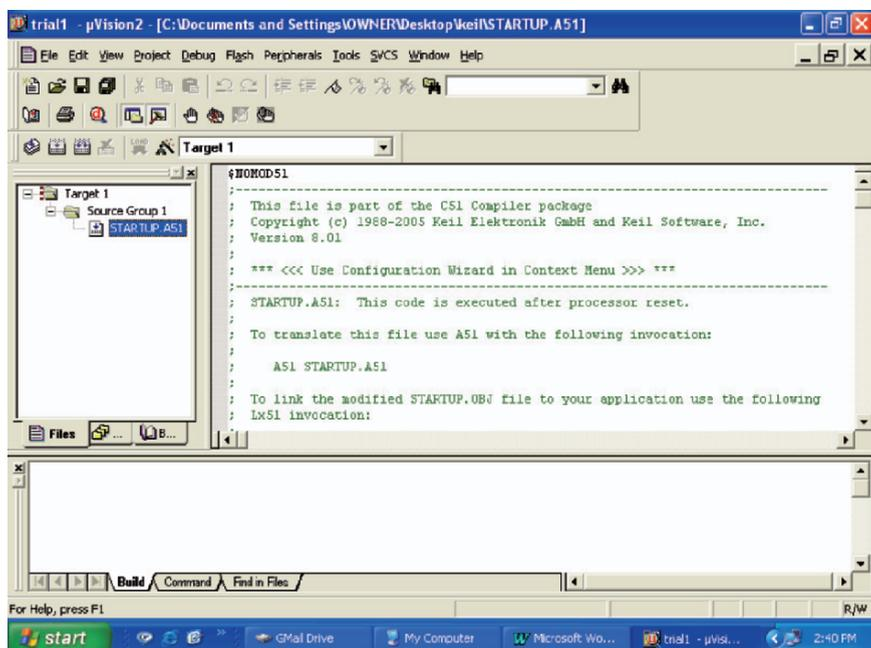 trial1 - µVision2 - [C:\Documents and Settings\OWNER\Desktop\keil\STARTUP.A51]
File Edit View Project Debug Flash Peripherals Tools SVCS Window Help
Target 1
$NOMOD51
;------------------------------------------------------------------------------
;  This file is part of the C51 Compiler package
;  Copyright (c) 1988-2005 Keil Elektronik GmbH and Keil Software, Inc.
;  Version 8.01
;
;  *** <<< Use Configuration Wizard in Context Menu >>> ***
;------------------------------------------------------------------------------
;  STARTUP.A51:  This code is executed after processor reset.
;
;  To translate this file use A51 with the following invocation:
;
;     A51 STARTUP.A51
;
;  To link the modified STARTUP.OBJ file to your application use the following
;  Lx51 invocation:
Target 1
Source Group 1
STARTUP.A51
Files ... B...
Build Command Find in Files
For Help, press F1 R/W
start GMail Drive My Computer Microsoft Wo... trial1 - µVisi... 2:40 PM